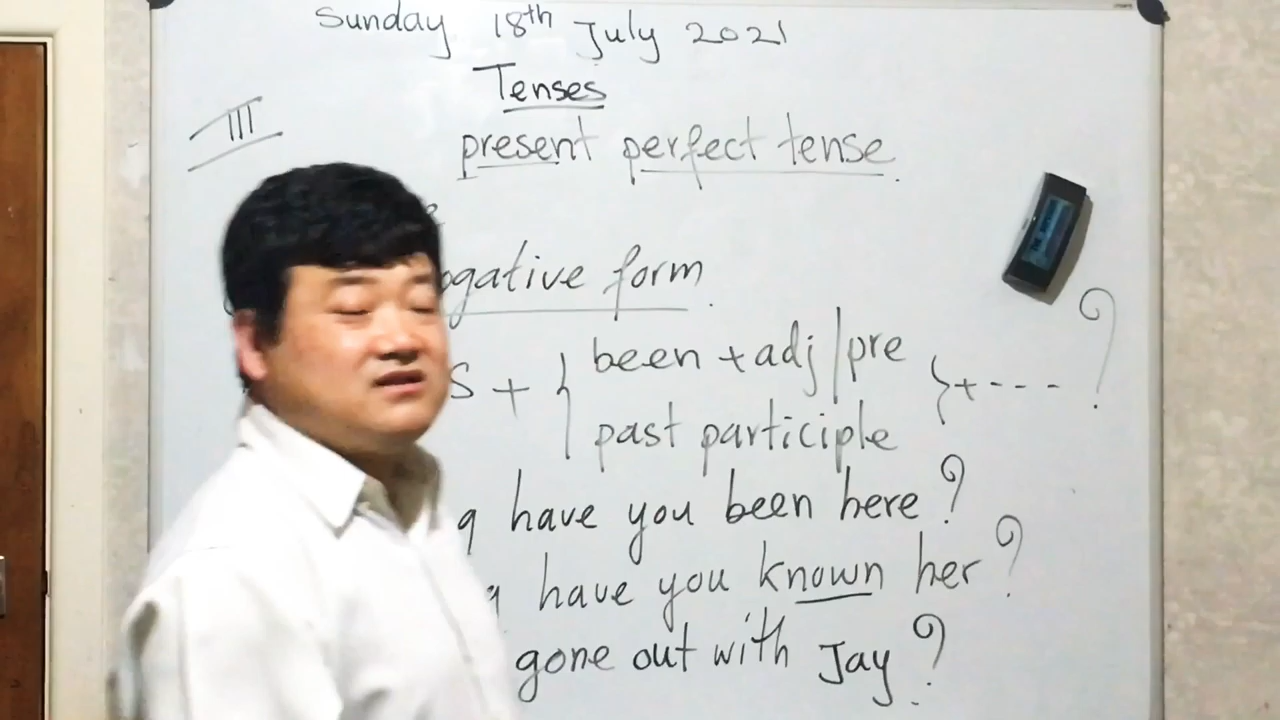 Sunday 18th July 2021
Tenses
III
present perfect tense.
ogative form.
S + { been + adj / pre
past participle } + - - - ?
g have you been here?
g have you known her?
gone out with Jay?